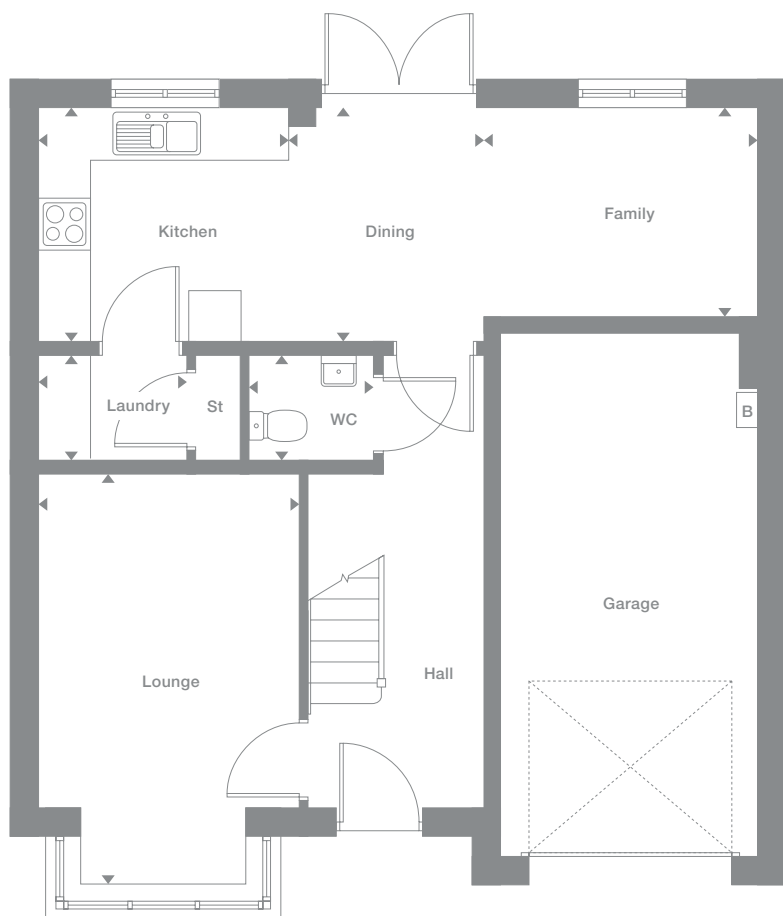 Family
Kitchen
Dining
Laundry
St
WC
B
Garage
Hall
Lounge